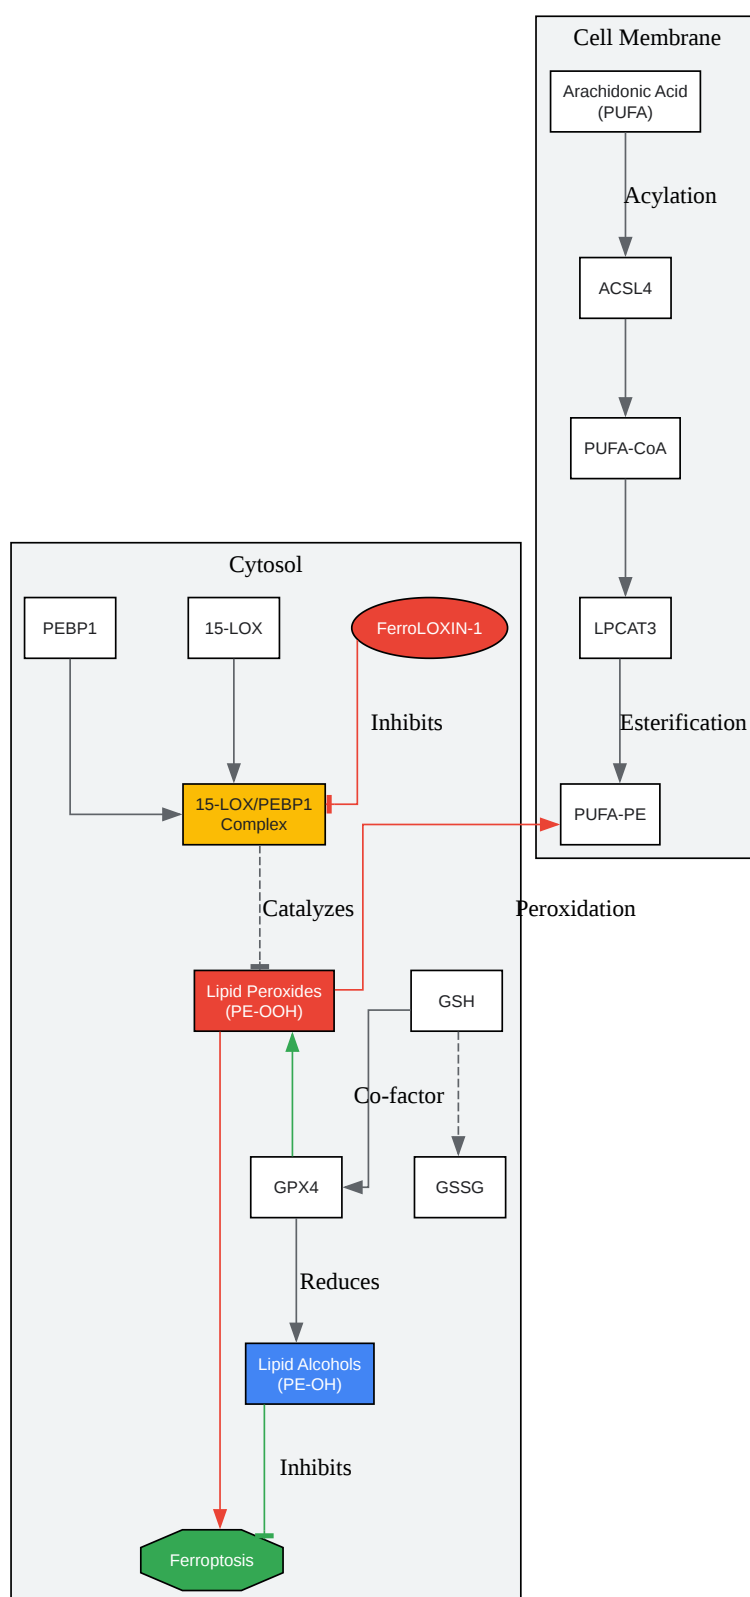 Cell Membrane
Arachidonic Acid
(PUFA)
Acylation
ACSL4
PUFA-CoA
LPCAT3
Esterification
PUFA-PE
Cytosol
PEBP1
15-LOX
FerroLOXIN-1
Inhibits
15-LOX/PEBP1
Complex
Catalyzes
Peroxidation
Lipid Peroxides
(PE-OOH)
GSH
Co-factor
GPX4
GSSG
Reduces
Lipid Alcohols
(PE-OH)
Inhibits
Ferroptosis